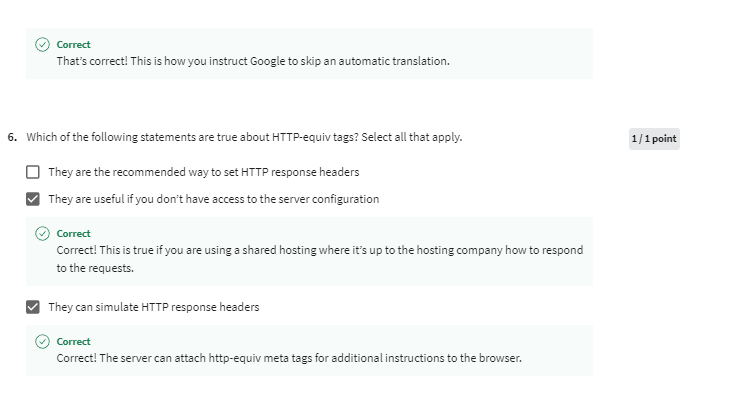 Correct
That's correct! This is how you instruct Google to skip an automatic translation.
6. Which of the following statements are true about HTTP-equiv tags? Select all that apply.
1 / 1 point
They are the recommended way to set HTTP response headers
They are useful if you don't have access to the server configuration
Correct
Correct! This is true if you are using a shared hosting where it's up to the hosting company how to respond
to the requests.
They can simulate HTTP response headers
Correct
Correct! The server can attach http-equiv meta tags for additional instructions to the browser.